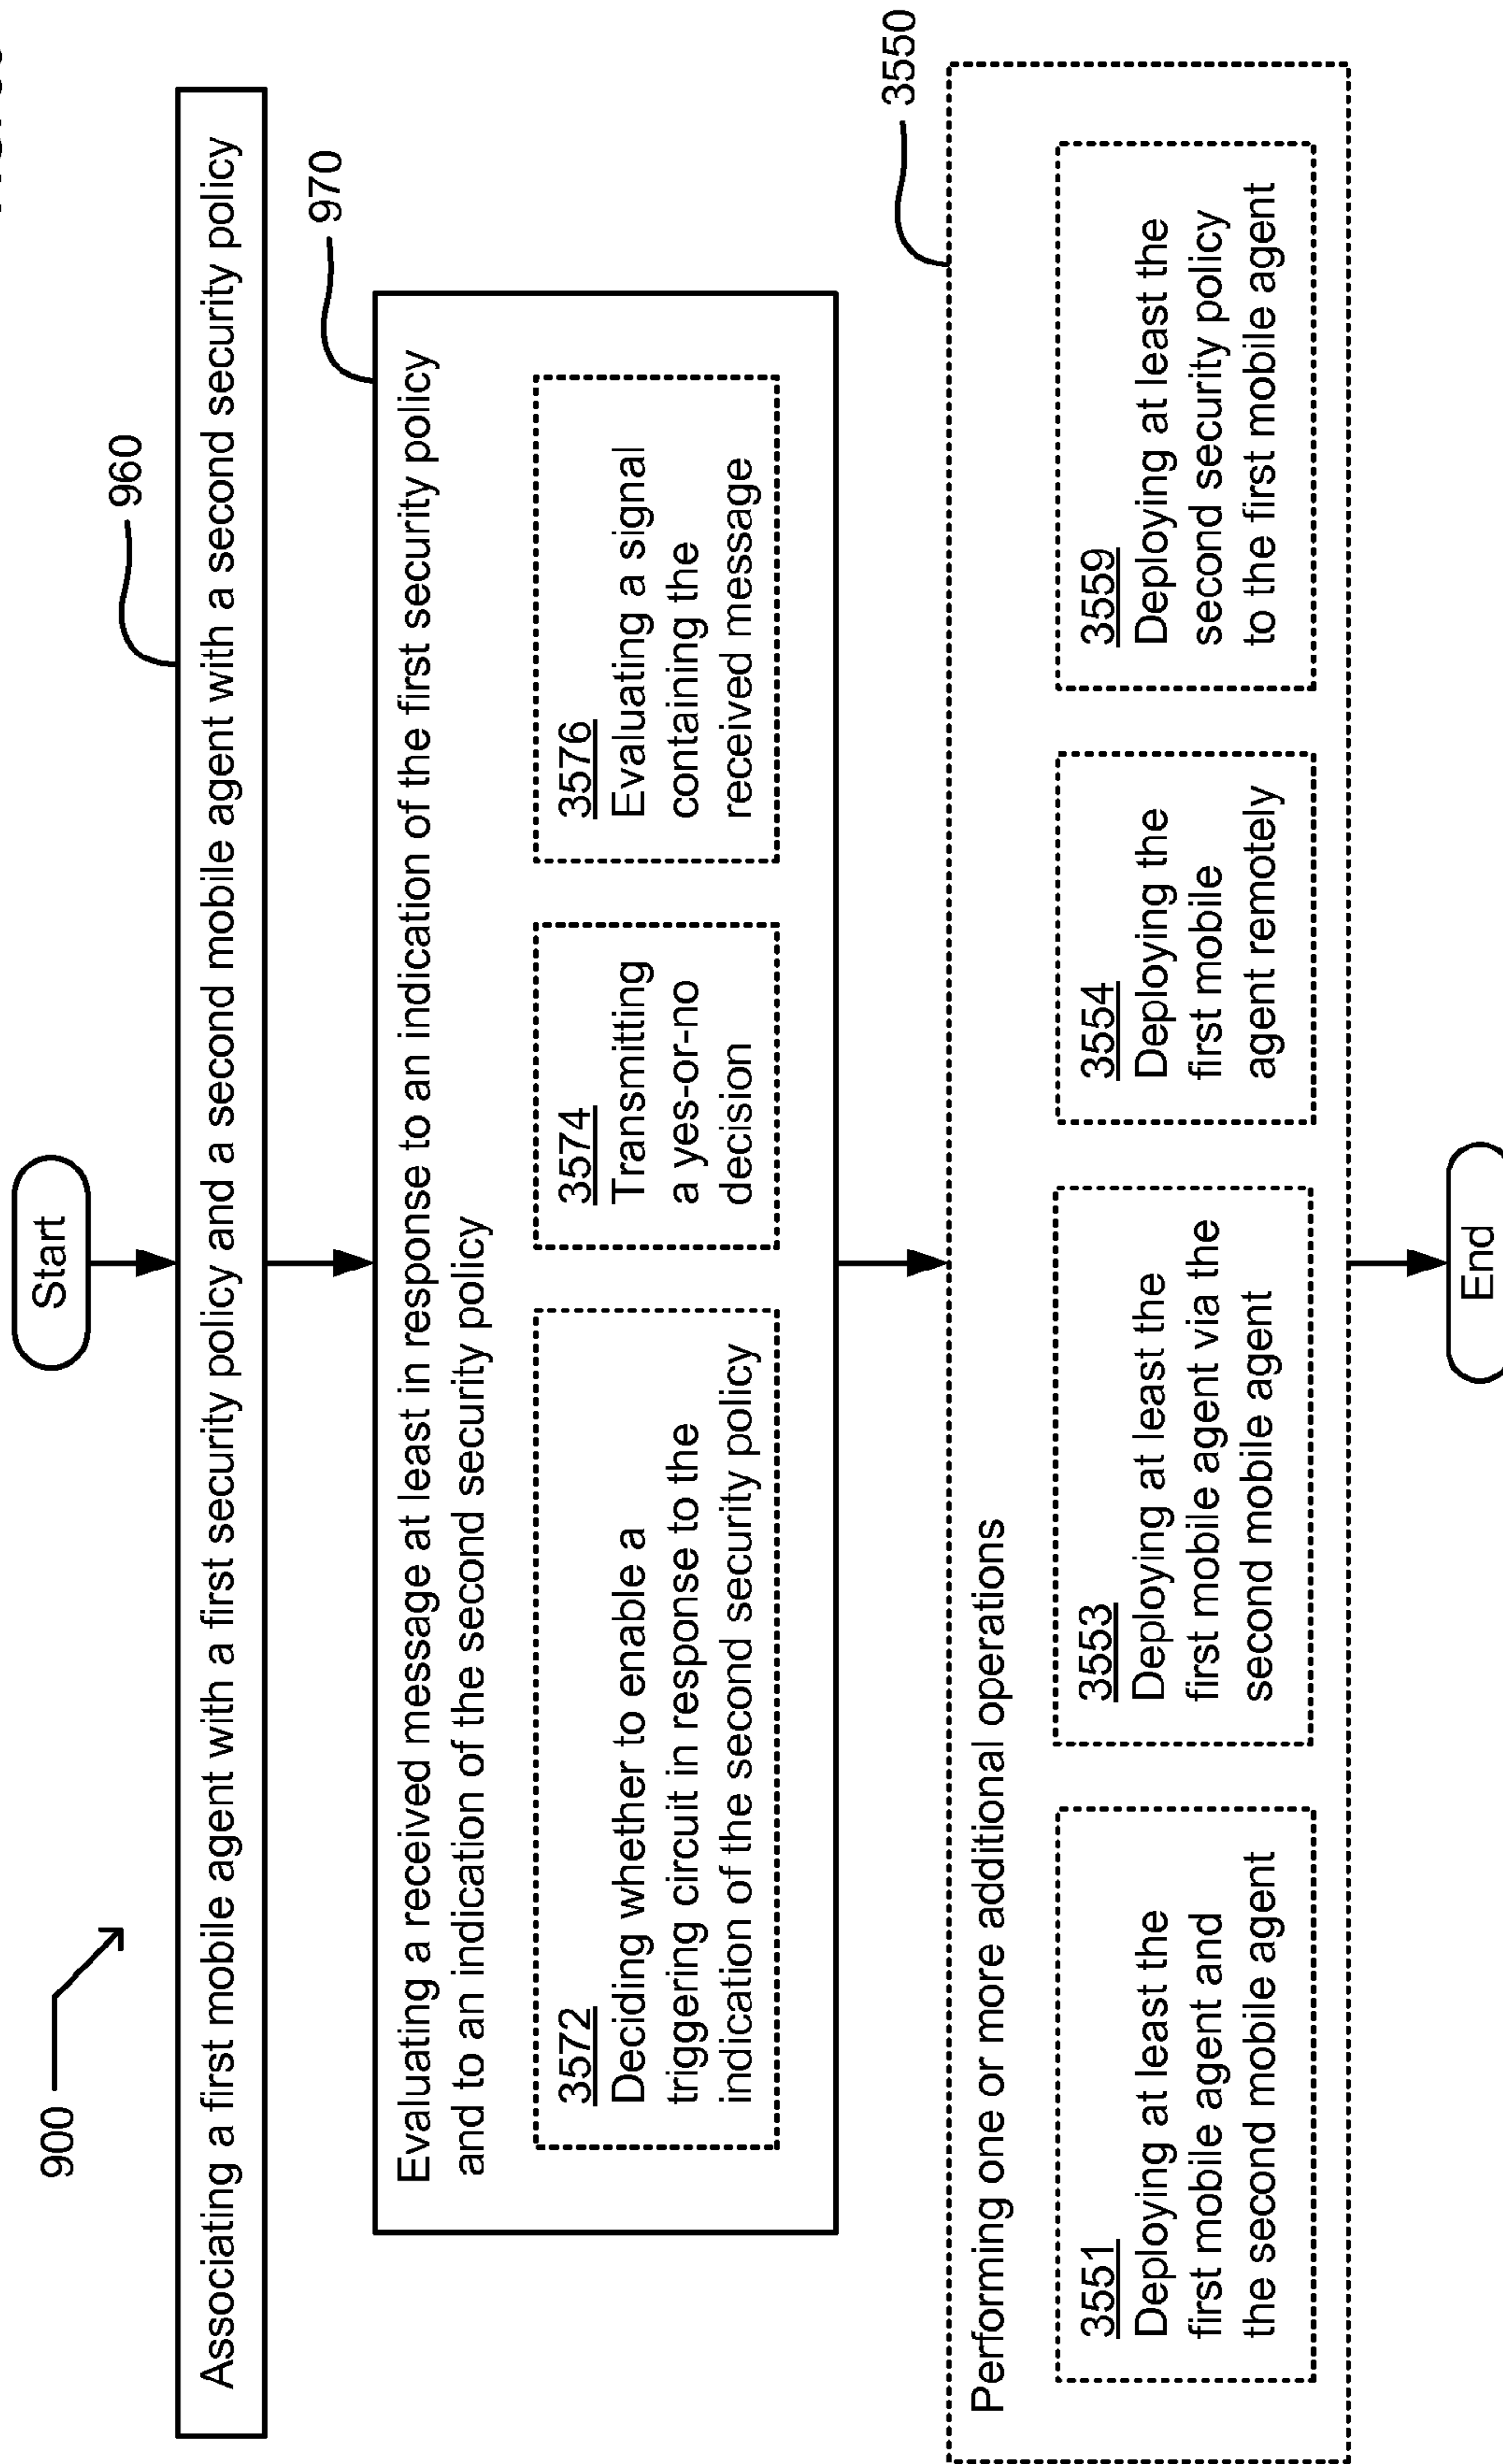 900
Start
960
Associating a first mobile agent with a first security policy and a second mobile agent with a second security policy
970
Evaluating a received message at least in response to an indication of the first security policy
and to an indication of the second security policy
3572
Deciding whether to enable a
triggering circuit in response to the
indication of the second security policy
3574
Transmitting
a yes-or-no
decision
3576
Evaluating a signal
containing the
received message
3550
Performing one or more additional operations
3551
Deploying at least the
first mobile agent and
the second mobile agent
3553
Deploying at least the
first mobile agent via the
second mobile agent
3554
Deploying the
first mobile
agent remotely
3559
Deploying at least the
second security policy
to the first mobile agent
End